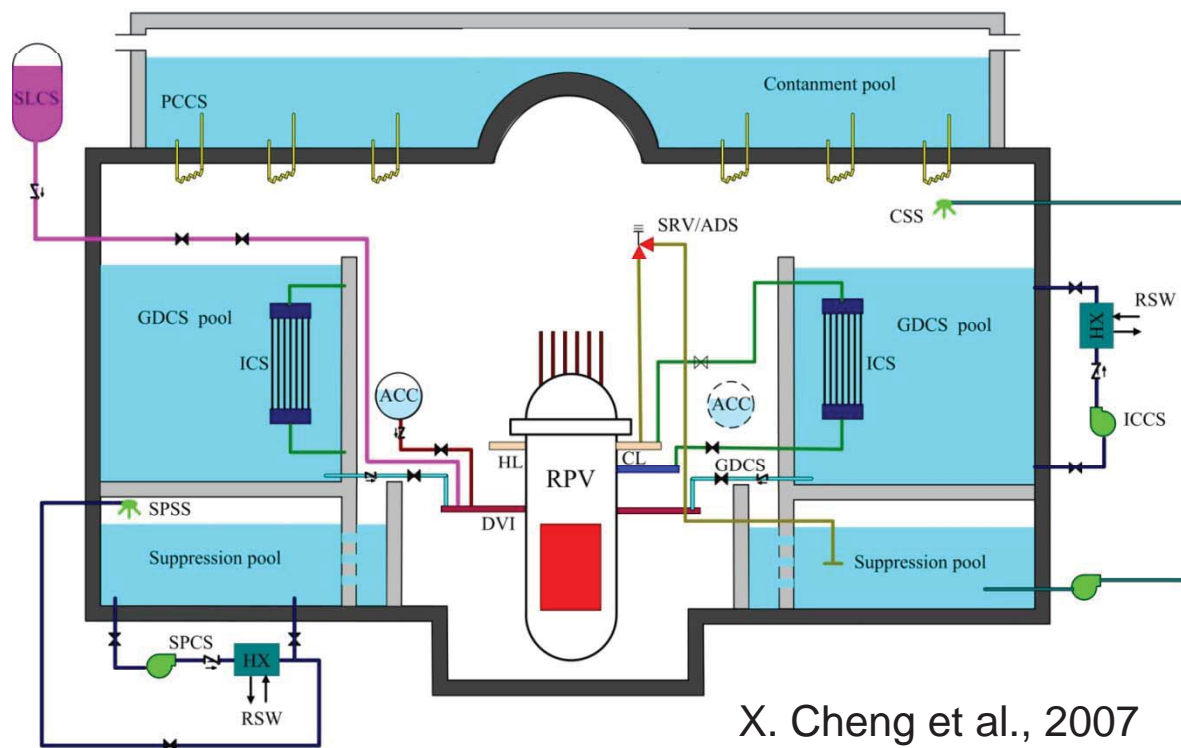 SLCS
PCCS
Contanment pool
CSS
SRV/ADS
GDCS pool
GDCS pool
RSW
HX
ICS
ICS
ACC
ACC
ICCS
HL
CL
RPV
GDCS
SPSS
DVI
Suppression pool
Suppression pool
SPCS
HX
RSW
X. Cheng et al., 2007